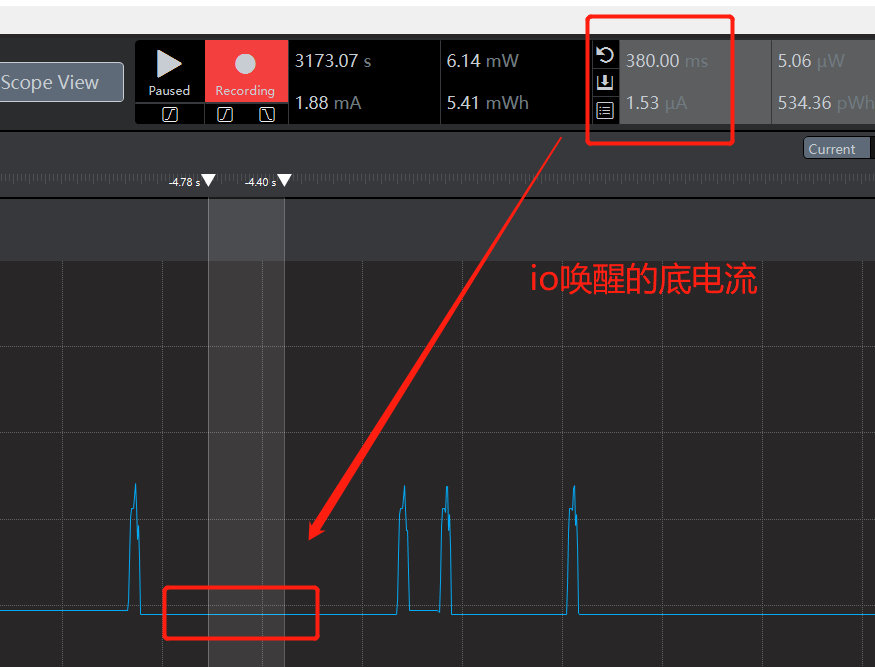 Scope View
Paused
Recording
3173.07 s
1.88 mA
6.14 mW
5.41 mWh
380.00 ms
1.53 µA
5.06 µW
534.36 pWh
Current
-4.78 s
-4.40 s
io唤醒的底电流